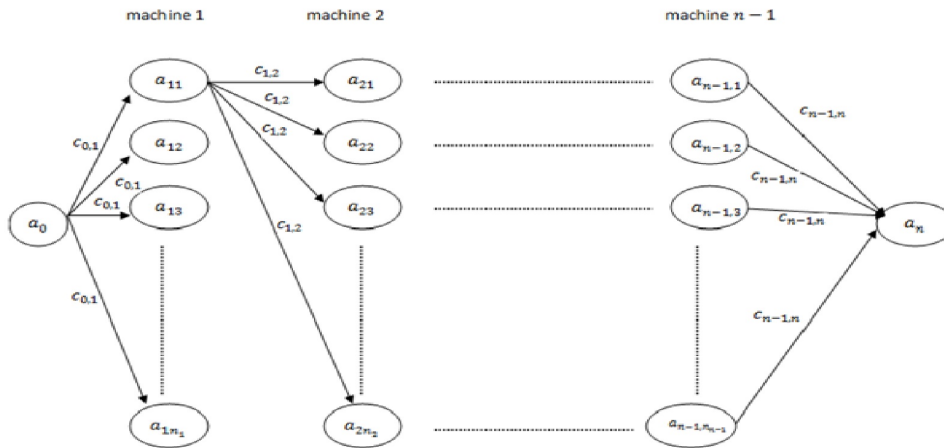 machine 1 machine 2 machine n − 1
a₁₁ c₁,₂ a₂₁ aₙ₋₁,₁
c₁,₂ cₙ₋₁,ₙ
c₀,₁ a₁₂ c₁,₂ a₂₂ aₙ₋₁,₂
c₀,₁ cₙ₋₁,ₙ
a₀ c₀,₁ a₁₃ a₂₃ aₙ₋₁,₃ cₙ₋₁,ₙ aₙ
c₁,₂
c₀,₁ cₙ₋₁,ₙ
a₁ₙ₁ a₂ₙ₂ aₙ₋₁,ₙₙ₋₁